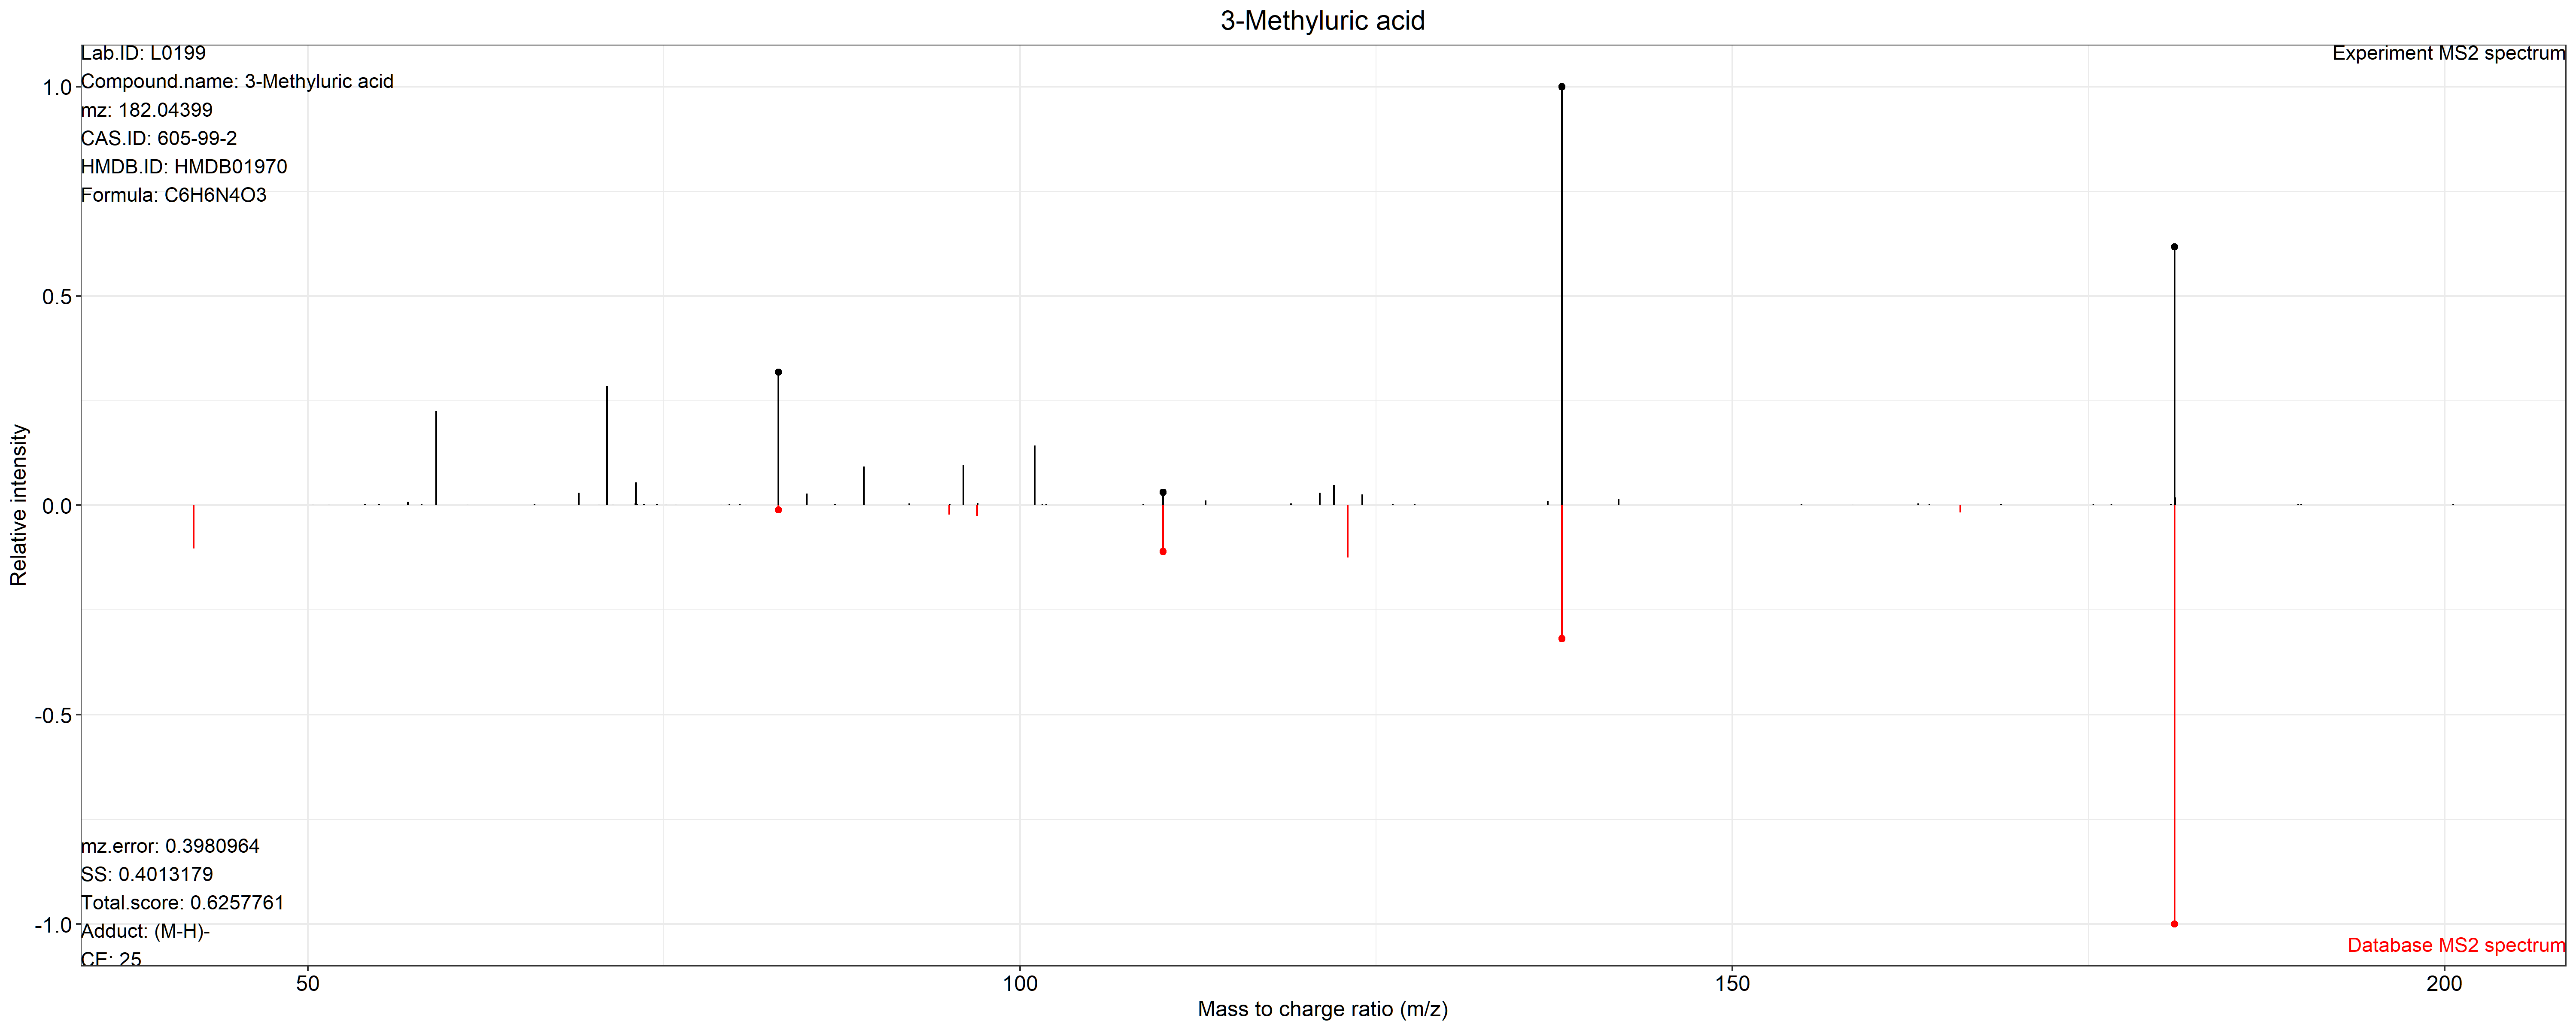 3-Methyluric acid
Lab.ID: L0199
Experiment MS2 spectrum
Compound.name: 3-Methyluric acid
mz: 182.04399
CAS.ID: 605-99-2
HMDB.ID: HMDB01970
Formula: C6H6N4O3
1.0
0.5
0.0
-0.5
-1.0
Relative intensity
mz.error: 0.3980964
SS: 0.4013179
Total.score: 0.6257761
Adduct: (M-H)-
CE: 25
Database MS2 spectrum
50
100
150
200
Mass to charge ratio (m/z)